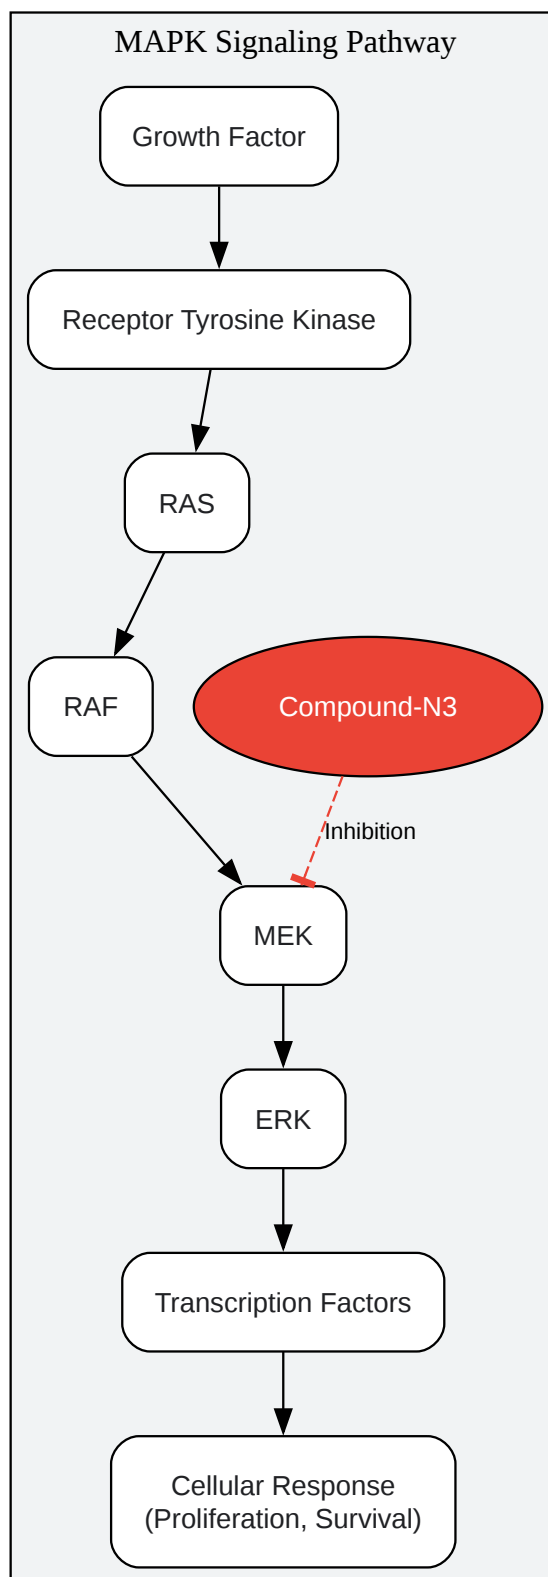 MAPK Signaling Pathway
Growth Factor
Receptor Tyrosine Kinase
RAS
RAF
Compound-N3
Inhibition
MEK
ERK
Transcription Factors
Cellular Response
(Proliferation, Survival)